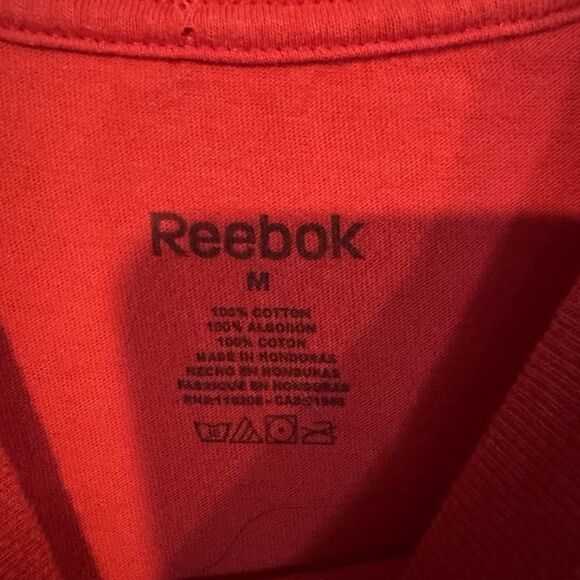 Reebok
M
100% COTTON
100% ALGODON
100% COTON
MADE IN HONDURAS
HECHO EN HONDURAS
FABRIQUE EN HONDURAS